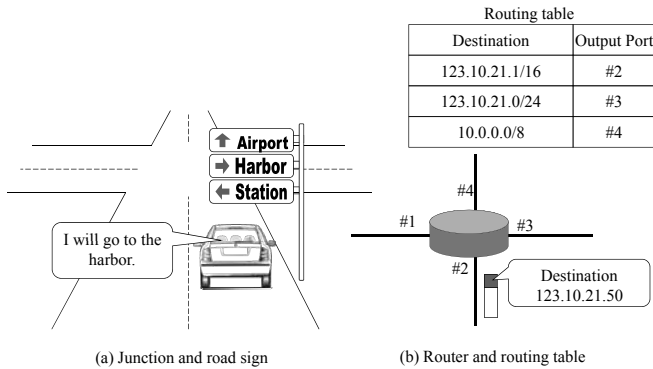 Routing table
Destination Output Port
123.10.21.1/16 #2
123.10.21.0/24 #3
10.0.0.0/8 #4
Airport
Harbor
Station
I will go to the
harbor.
#4
#1
#3
#2
Destination
123.10.21.50
(a) Junction and road sign
(b) Router and routing table